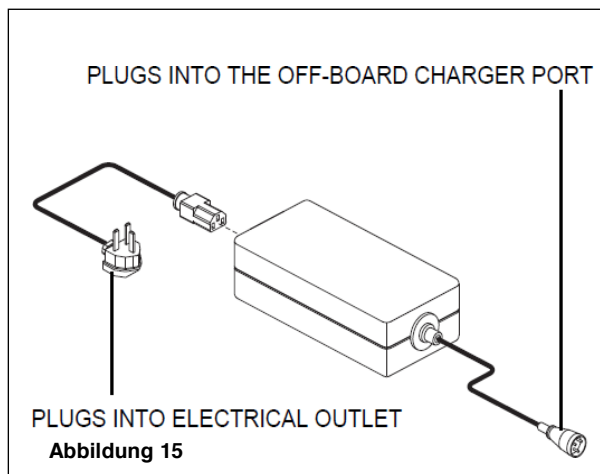 PLUGS INTO THE OFF-BOARD CHARGER PORT
PLUGS INTO ELECTRICAL OUTLET
Abbildung 15